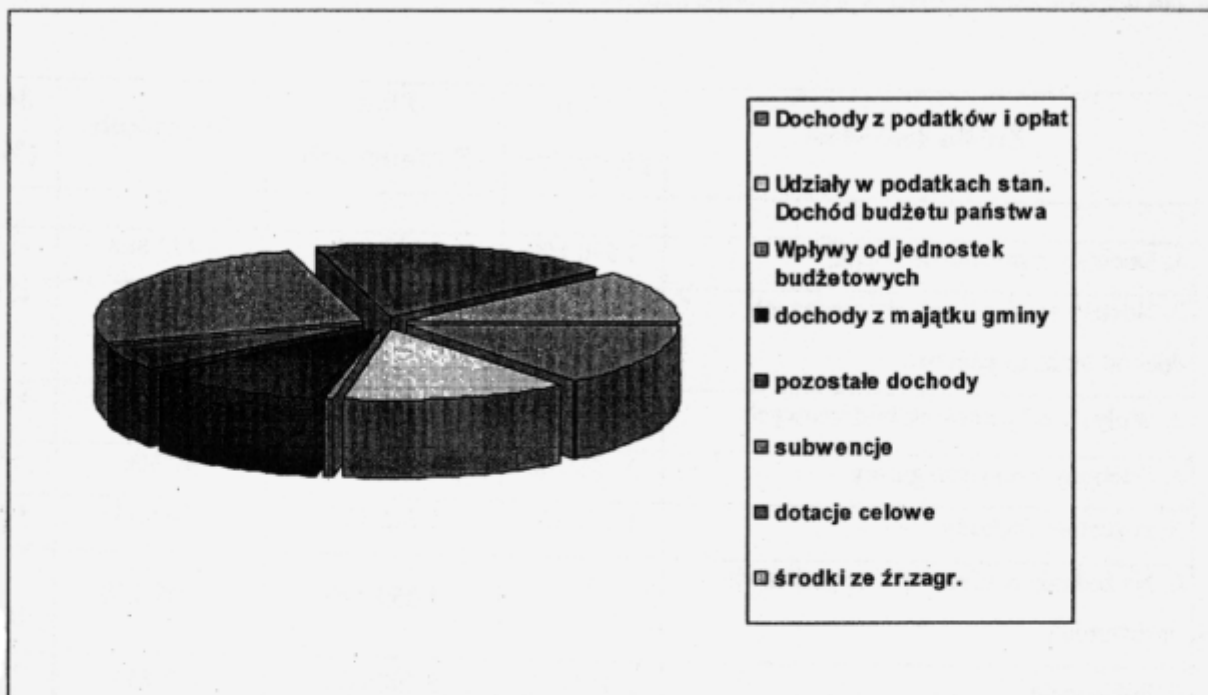 Dochody z podatków i opłat
Udziały w podatkach stan.
Dochód budżetu państwa
Wpływy od jednostek
budżetowych
dochody z majątku gminy
pozostałe dochody
subwencje
dotacje celowe
środki ze źr.zagr.